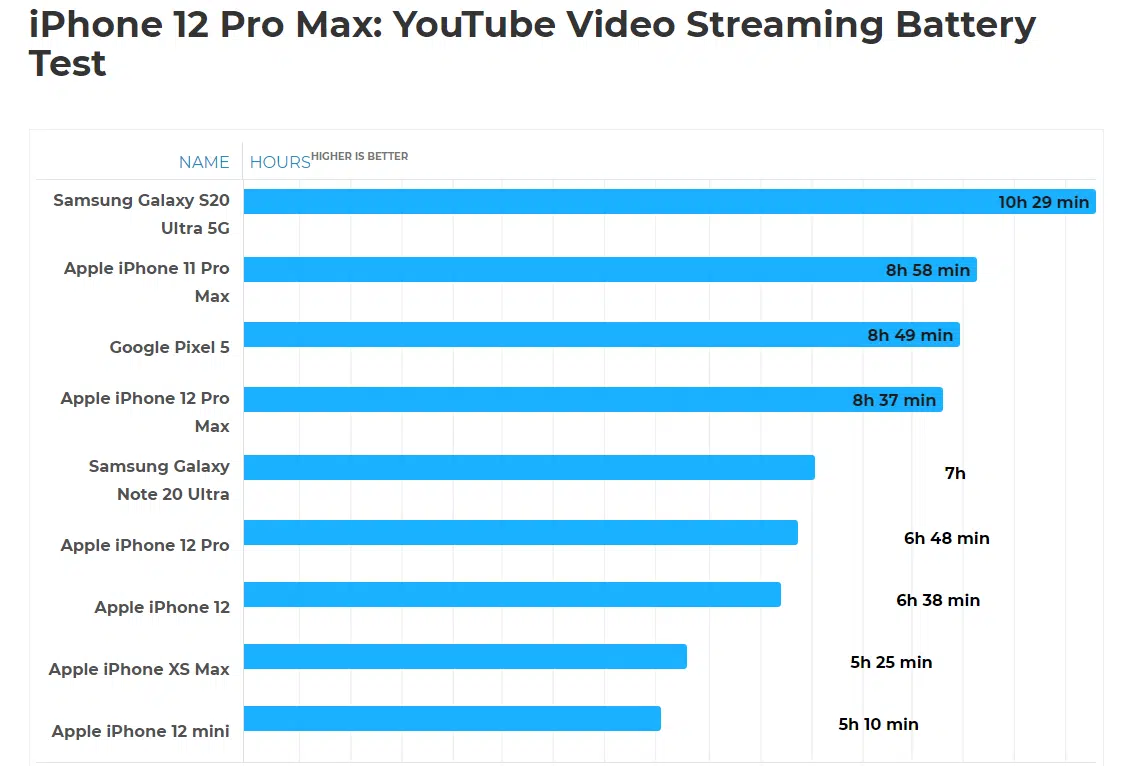 iPhone 12 Pro Max: YouTube Video Streaming Battery
Test
NAME HOURS HIGHER IS BETTER
Samsung Galaxy S20 10h 29 min
Ultra 5G
Apple iPhone 11 Pro 8h 58 min
Max
Google Pixel 5 8h 49 min
Apple iPhone 12 Pro 8h 37 min
Max
Samsung Galaxy 7h
Note 20 Ultra
Apple iPhone 12 Pro 6h 48 min
Apple iPhone 12 6h 38 min
Apple iPhone XS Max 5h 25 min
Apple iPhone 12 mini 5h 10 min